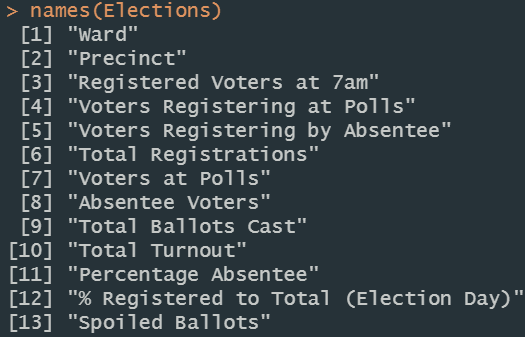 > names(Elections)
[1] "Ward"
[2] "Precinct"
[3] "Registered Voters at 7am"
[4] "Voters Registering at Polls"
[5] "Voters Registering by Absentee"
[6] "Total Registrations"
[7] "Voters at Polls"
[8] "Absentee Voters"
[9] "Total Ballots Cast"
[10] "Total Turnout"
[11] "Percentage Absentee"
[12] "% Registered to Total (Election Day)"
[13] "Spoiled Ballots"